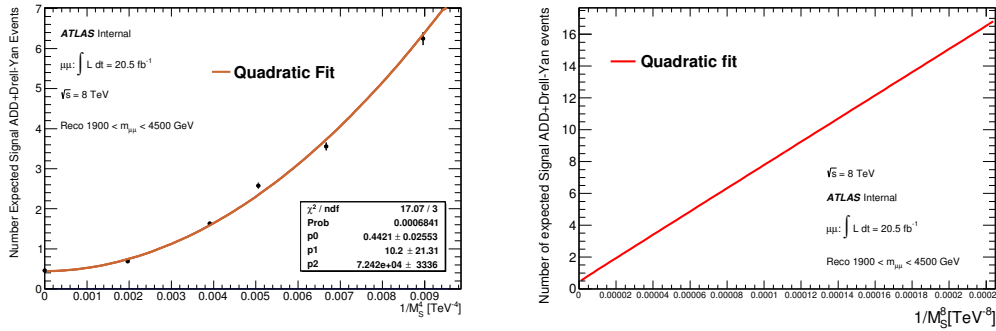 Number Expected Signal ADD+Drell-Yan Events
7
6
5
4
3
2
1
0
ATLAS Internal
μμ: ∫ L dt = 20.5 fb⁻¹
√s = 8 TeV
Reco 1900 < m_μμ < 4500 GeV
Quadratic Fit
χ² / ndf 17.07 / 3
Prob 0.0006841
p0 0.4421 ± 0.02553
p1 10.2 ± 21.31
p2 7.242e+04 ± 3336
0 0.001 0.002 0.003 0.004 0.005 0.006 0.007 0.008 0.009
1/M_S^4 [TeV⁻⁴]
Number of expected Signal ADD+Drell-Yan events
16
14
12
10
8
6
4
2
0
Quadratic fit
√s = 8 TeV
ATLAS Internal
μμ: ∫ L dt = 20.5 fb⁻¹
Reco 1900 < m_μμ < 4500 GeV
0 0.00002 0.00004 0.00006 0.00008 0.0001 0.00012 0.00014 0.00016 0.00018 0.0002 0.00022
1/M_S^8 [TeV⁻⁸]